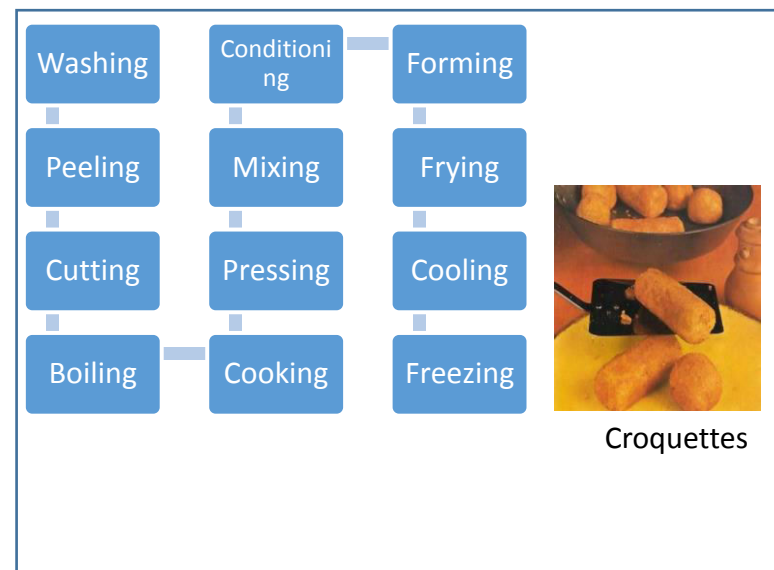 Washing
Peeling
Cutting
Boiling
Cooking
Pressing
Mixing
Conditioni
ng
Forming
Frying
Cooling
Freezing
Croquettes